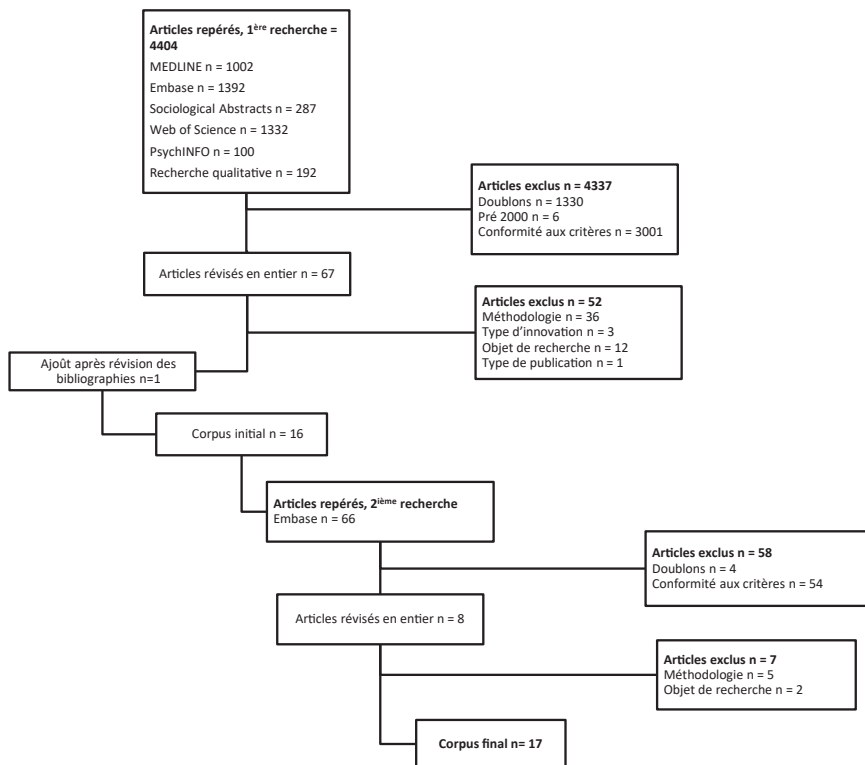 Articles repérés, 1ère recherche =
4404
MEDLINE n = 1002
Embase n = 1392
Sociological Abstracts n = 287
Web of Science n = 1332
PsychINFO n = 100
Recherche qualitative n = 192
Articles exclus n = 4337
Doublons n = 1330
Pré 2000 n = 6
Conformité aux critères n = 3001
Articles révisés en entier n = 67
Articles exclus n = 52
Méthodologie n = 36
Type d'innovation n = 3
Objet de recherche n = 12
Type de publication n = 1
Ajoût après révision des
bibliographies n=1
Corpus initial n = 16
Articles repérés, 2ième recherche
Embase n = 66
Articles exclus n = 58
Doublons n = 4
Conformité aux critères n = 54
Articles révisés en entier n = 8
Articles exclus n = 7
Méthodologie n = 5
Objet de recherche n = 2
Corpus final n= 17